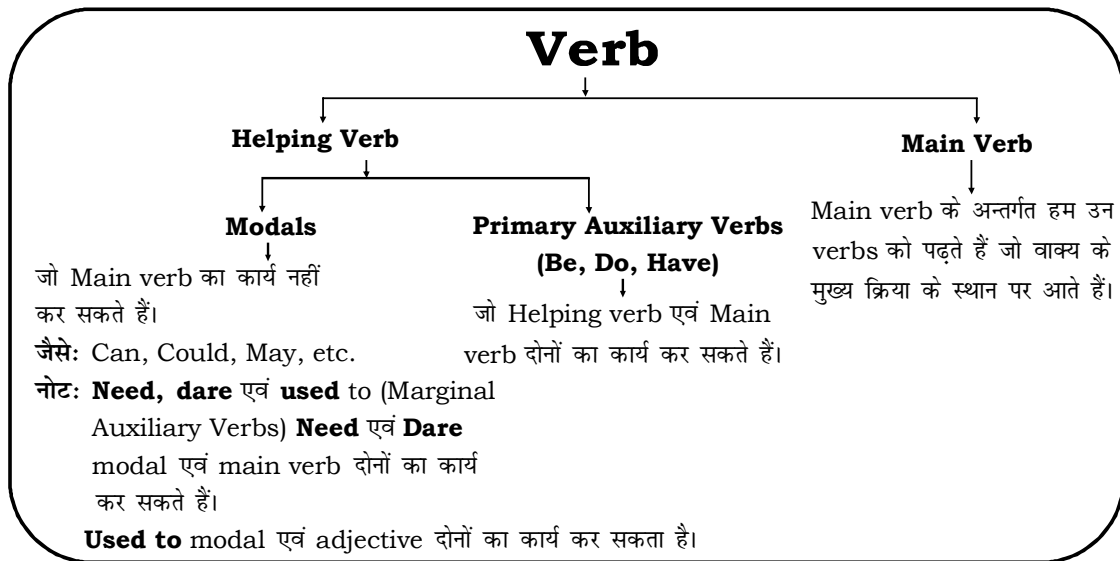 Verb
Helping Verb
Main Verb
Modals
जो Main verb का कार्य नहीं
कर सकते हैं।
जैसेः Can, Could, May, etc.
नोटः Need, dare एवं used to (Marginal
Auxiliary Verbs) Need एवं Dare
modal एवं main verb दोनों का कार्य
कर सकते हैं।
Used to modal एवं adjective दोनों का कार्य कर सकता है।
Primary Auxiliary Verbs
(Be, Do, Have)
जो Helping verb एवं Main
verb दोनों का कार्य कर सकते हैं।
Main verb के अन्तर्गत हम उन
verbs को पढ़ते हैं जो वाक्य के
मुख्य क्रिया के स्थान पर आते हैं।